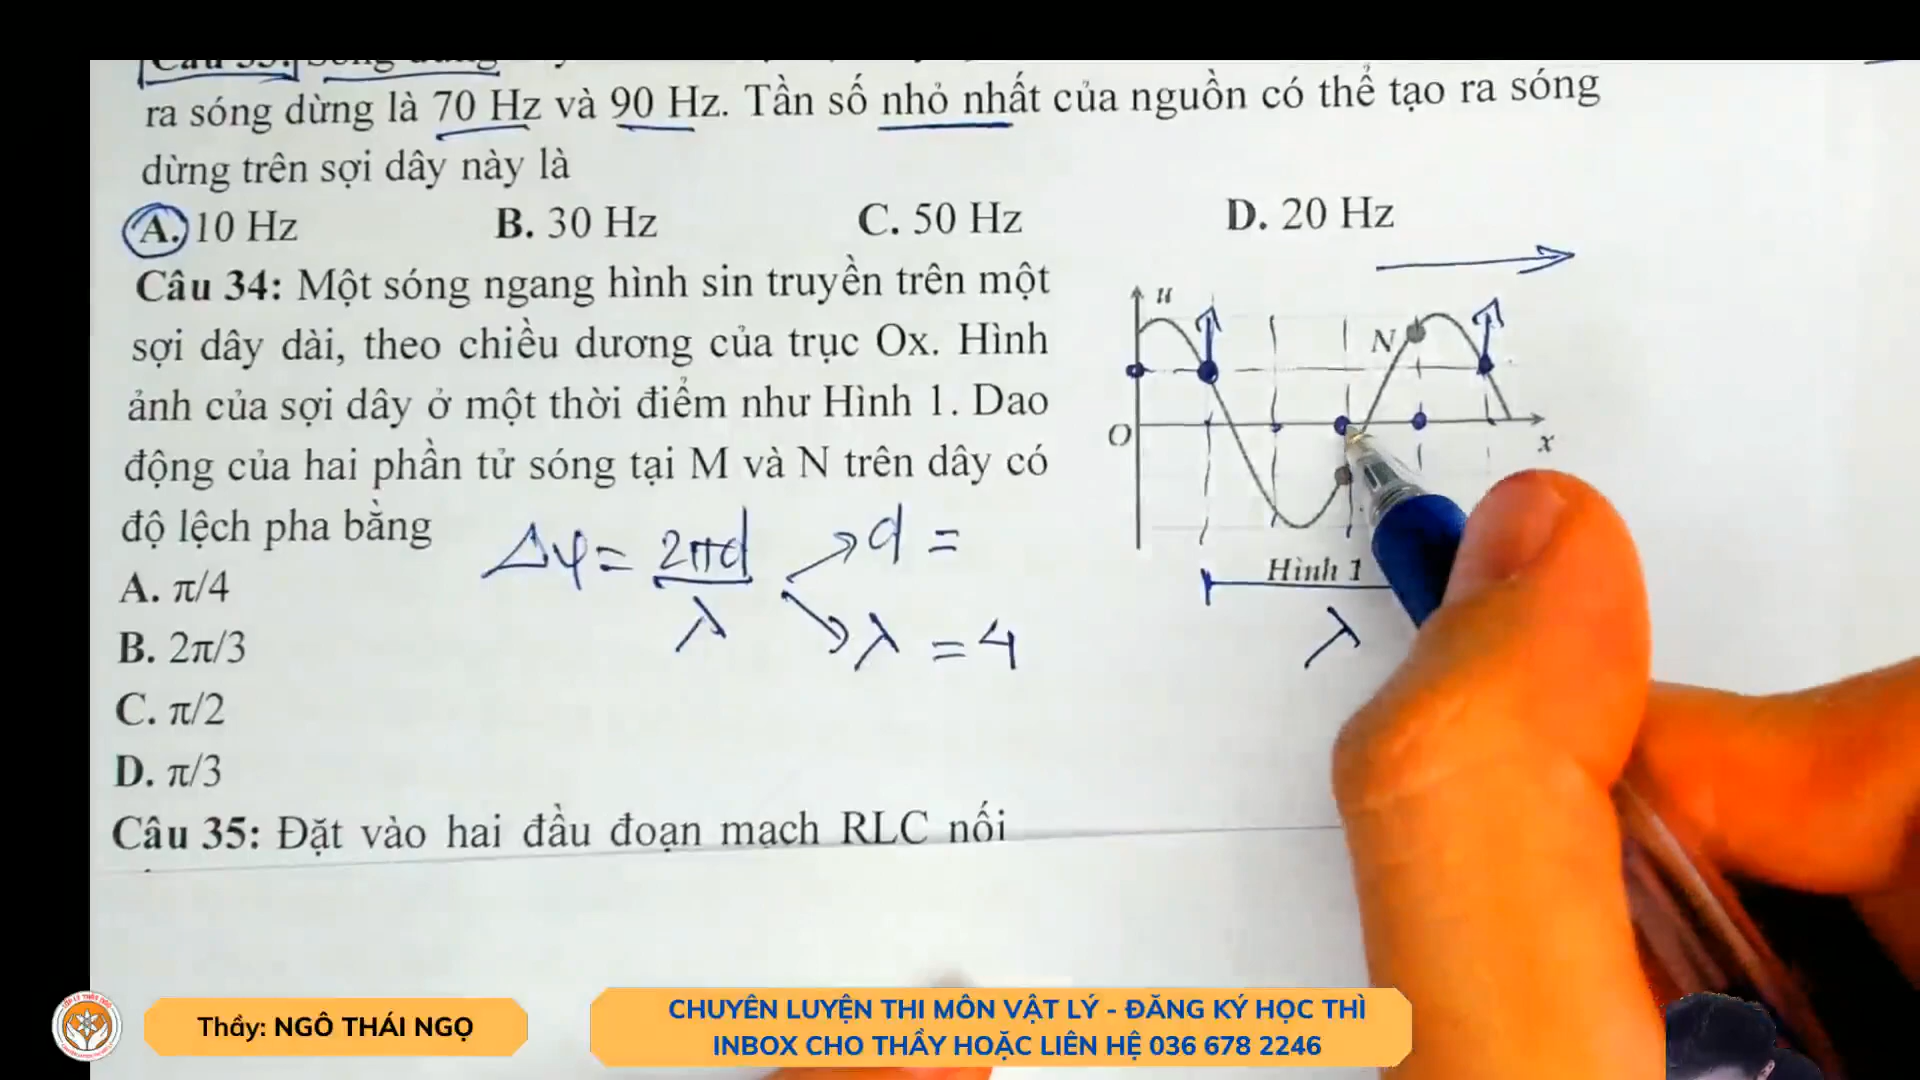 ra sóng dừng là 70 Hz và 90 Hz. Tần số nhỏ nhất của nguồn có thể tạo ra sóng
dừng trên sợi dây này là
A. 10 Hz B. 30 Hz C. 50 Hz D. 20 Hz
Câu 34: Một sóng ngang hình sin truyền trên một
sợi dây dài, theo chiều dương của trục Ox. Hình
ảnh của sợi dây ở một thời điểm như Hình 1. Dao
động của hai phần tử sóng tại M và N trên dây có
độ lệch pha bằng
Δφ = 2πd / λ
d =
λ = 4
A. π/4
B. 2π/3
C. π/2
D. π/3
u
N
O
x
Hình 1
λ
Câu 35: Đặt vào hai đầu đoạn mạch RLC nối
Thầy: NGÔ THÁI NGỌ
CHUYÊN LUYỆN THI MÔN VẬT LÝ - ĐĂNG KÝ HỌC THÌ
INBOX CHO THẦY HOẶC LIÊN HỆ 036 678 2246